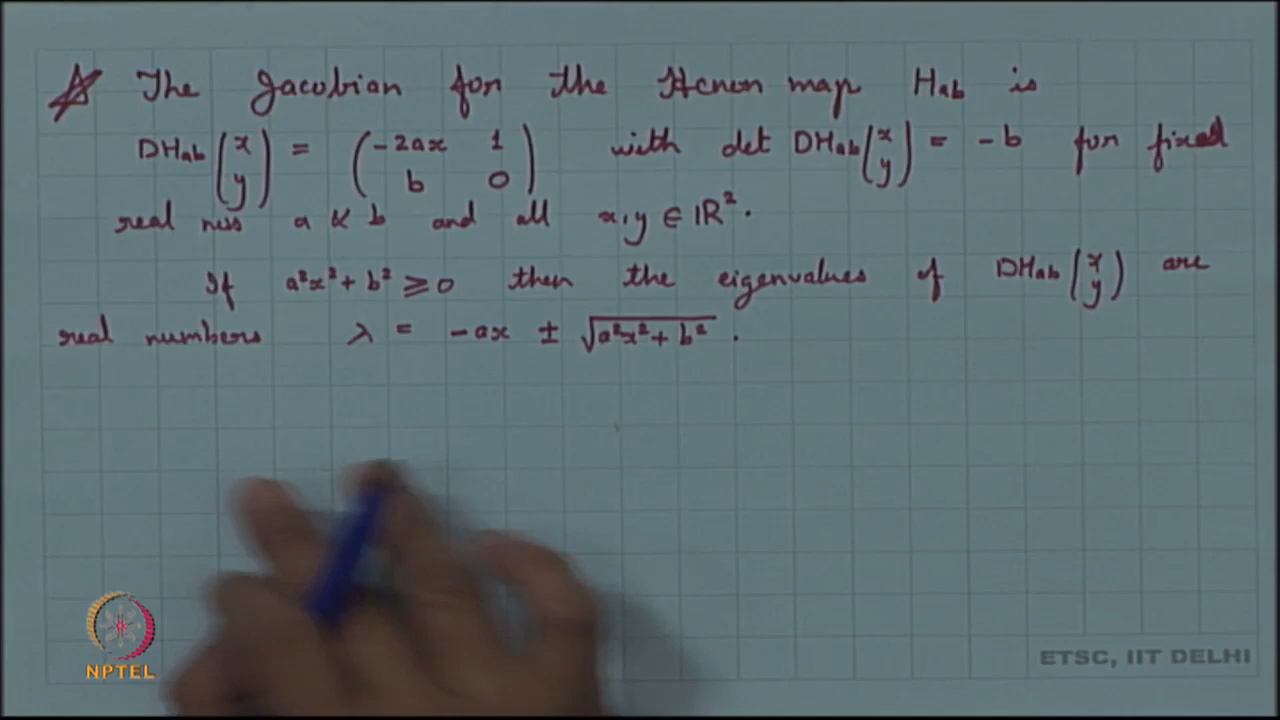 The Jacobian for the Henon map Hab is
DHab (x y) = (-2ax 1 b 0) with det DHab (x y) = -b for fixed
real nos a & b and all x,y ∈ IR².
If a²x² + b² ≥ 0 then the eigenvalues of DHab (x y) are
real numbers λ = -ax ± √a²x² + b² .
NPTEL
ETSC, IIT DELHI